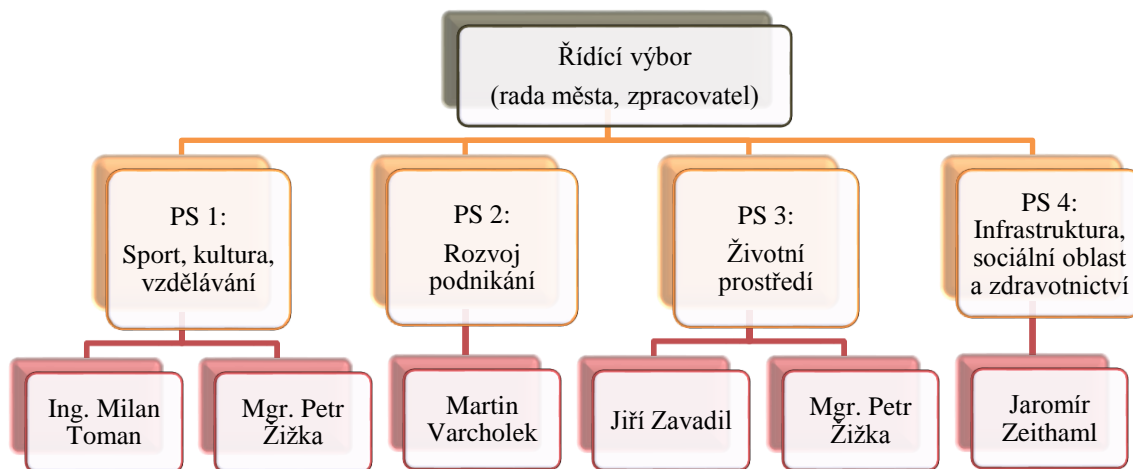 Řídící výbor
(rada města, zpracovatel)
PS 1:
Sport, kultura,
vzdělávání
PS 2:
Rozvoj
podnikání
PS 3:
Životní
prostředí
PS 4:
Infrastruktura,
sociální oblast
a zdravotnictví
Ing. Milan
Toman
Mgr. Petr
Žižka
Martin
Varcholek
Jiří Zavadil
Mgr. Petr
Žižka
Jaromír
Zeithaml